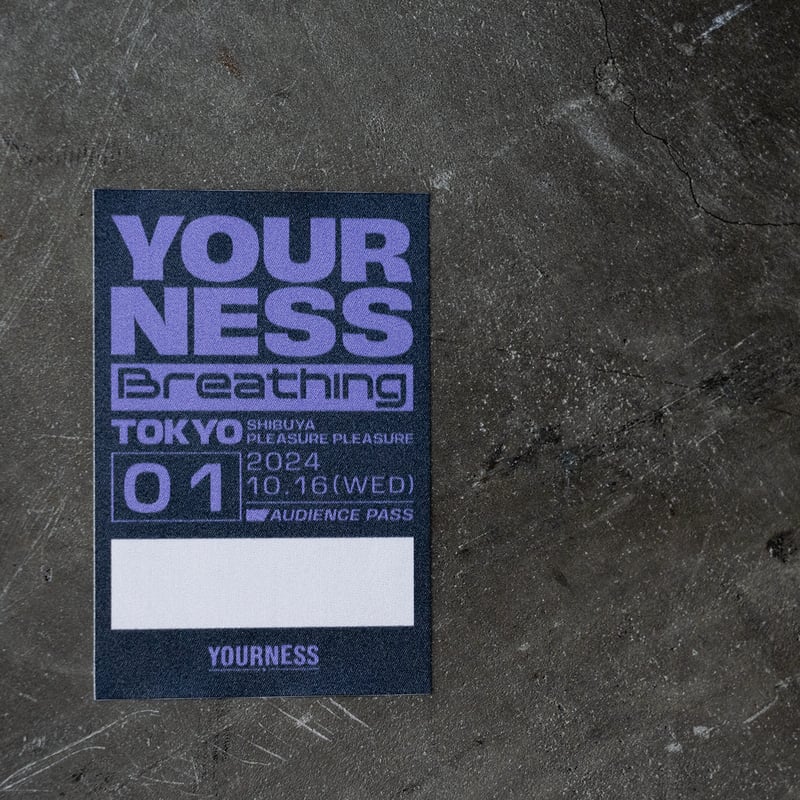 YOUR
NESS
Breathing
TOKYO
SHIBUYA
PLEASURE PLEASURE
01
2024
10.16(WED)
AUDIENCE PASS
YOURNESS